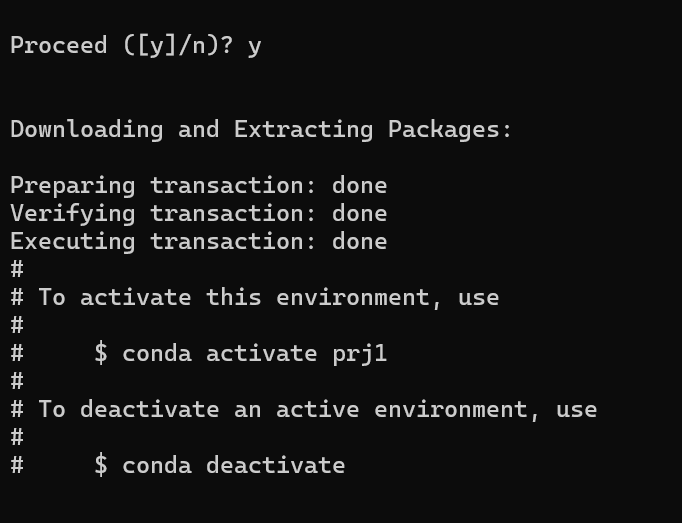 Proceed ([y]/n)? y
Downloading and Extracting Packages:
Preparing transaction: done
Verifying transaction: done
Executing transaction: done
#
# To activate this environment, use
#
#     $ conda activate prj1
#
# To deactivate an active environment, use
#
#     $ conda deactivate